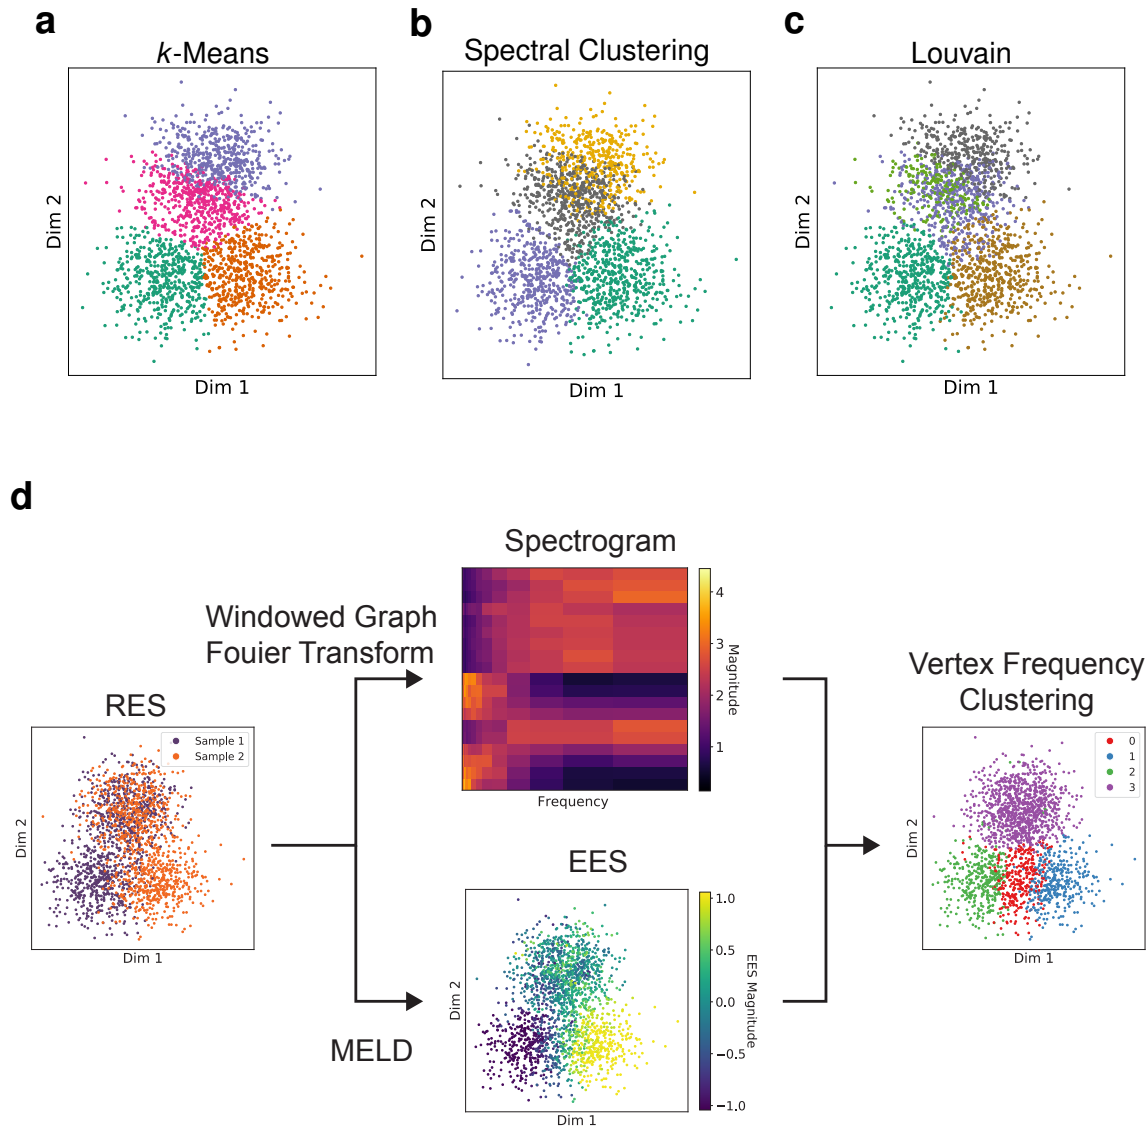 a
k-Means
Dim 2
Dim 1
b
Spectral Clustering
Dim 2
Dim 1
c
Louvain
Dim 2
Dim 1
d
Windowed Graph
Fouier Transform
Spectrogram
4
3
2
1
Magnitude
Frequency
RES
Sample 1
Sample 2
Dim 2
Dim 1
MELD
EES
1.0
0.5
0.0
−0.5
−1.0
EES Magnitude
Dim 2
Dim 1
Vertex Frequency
Clustering
0
1
2
3
Dim 2
Dim 1